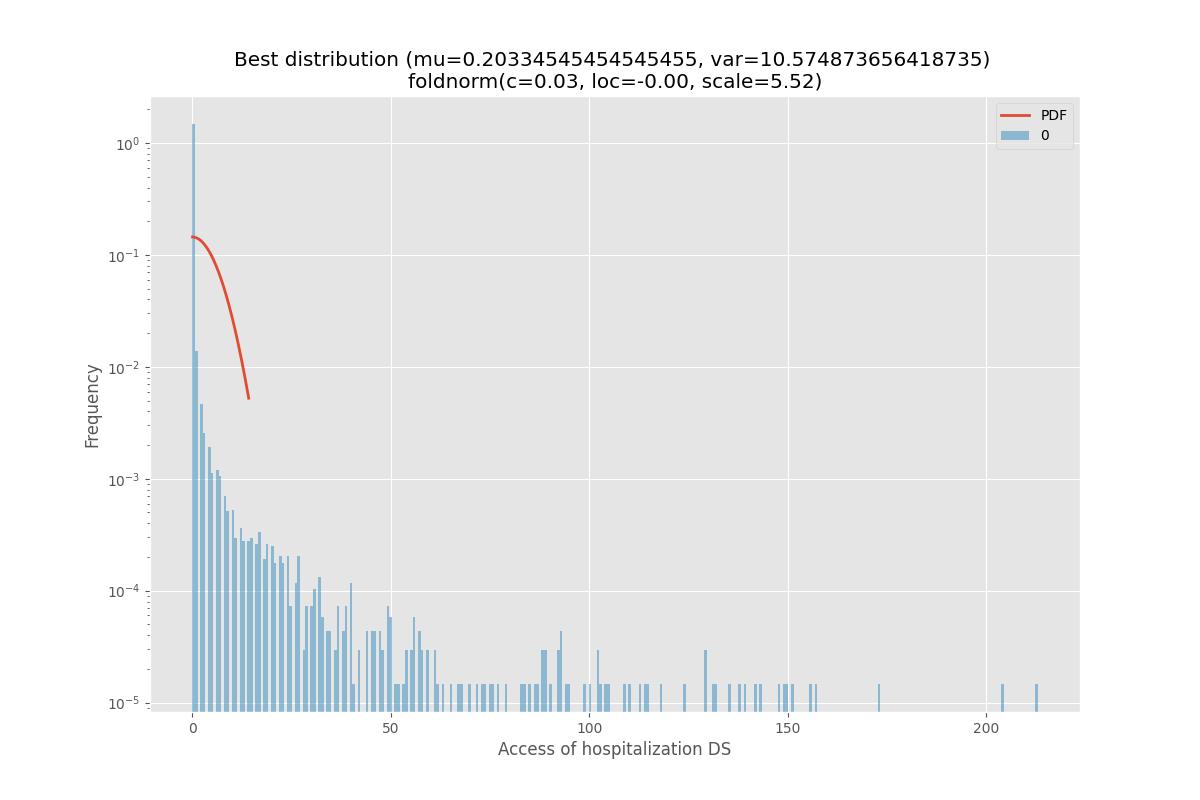 Best distribution (mu=0.20334545454545455, var=10.574873656418735)
foldnorm(c=0.03, loc=-0.00, scale=5.52)
PDF
0
10^0
10^-1
10^-2
10^-3
10^-4
10^-5
Frequency
0 50 100 150 200
Access of hospitalization DS